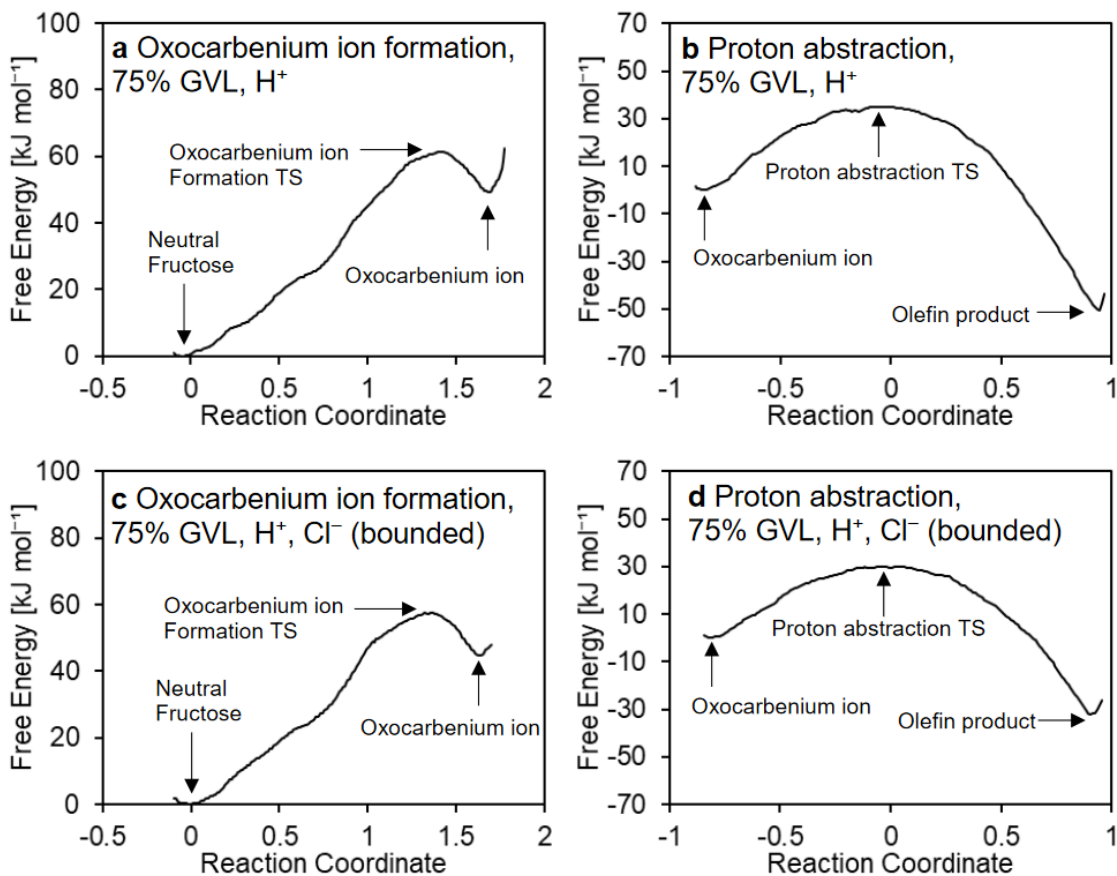 a Oxocarbenium ion formation,
75% GVL, H⁺
Free Energy [kJ mol⁻¹]
100
80
60
40
20
0
Oxocarbenium ion
Formation TS
Neutral
Fructose
Oxocarbenium ion
-0.5 0 0.5 1 1.5 2
Reaction Coordinate
b Proton abstraction,
75% GVL, H⁺
Free Energy [kJ mol⁻¹]
70
50
30
10
-10
-30
-50
-70
Proton abstraction TS
Oxocarbenium ion
Olefin product
-1 -0.5 0 0.5 1
Reaction Coordinate
c Oxocarbenium ion formation,
75% GVL, H⁺, Cl⁻ (bounded)
Free Energy [kJ mol⁻¹]
100
80
60
40
20
0
Oxocarbenium ion
Formation TS
Neutral
Fructose
Oxocarbenium ion
-0.5 0 0.5 1 1.5 2
Reaction Coordinate
d Proton abstraction,
75% GVL, H⁺, Cl⁻ (bounded)
Free Energy [kJ mol⁻¹]
70
50
30
10
-10
-30
-50
-70
Proton abstraction TS
Oxocarbenium ion
Olefin product
-1 -0.5 0 0.5 1
Reaction Coordinate